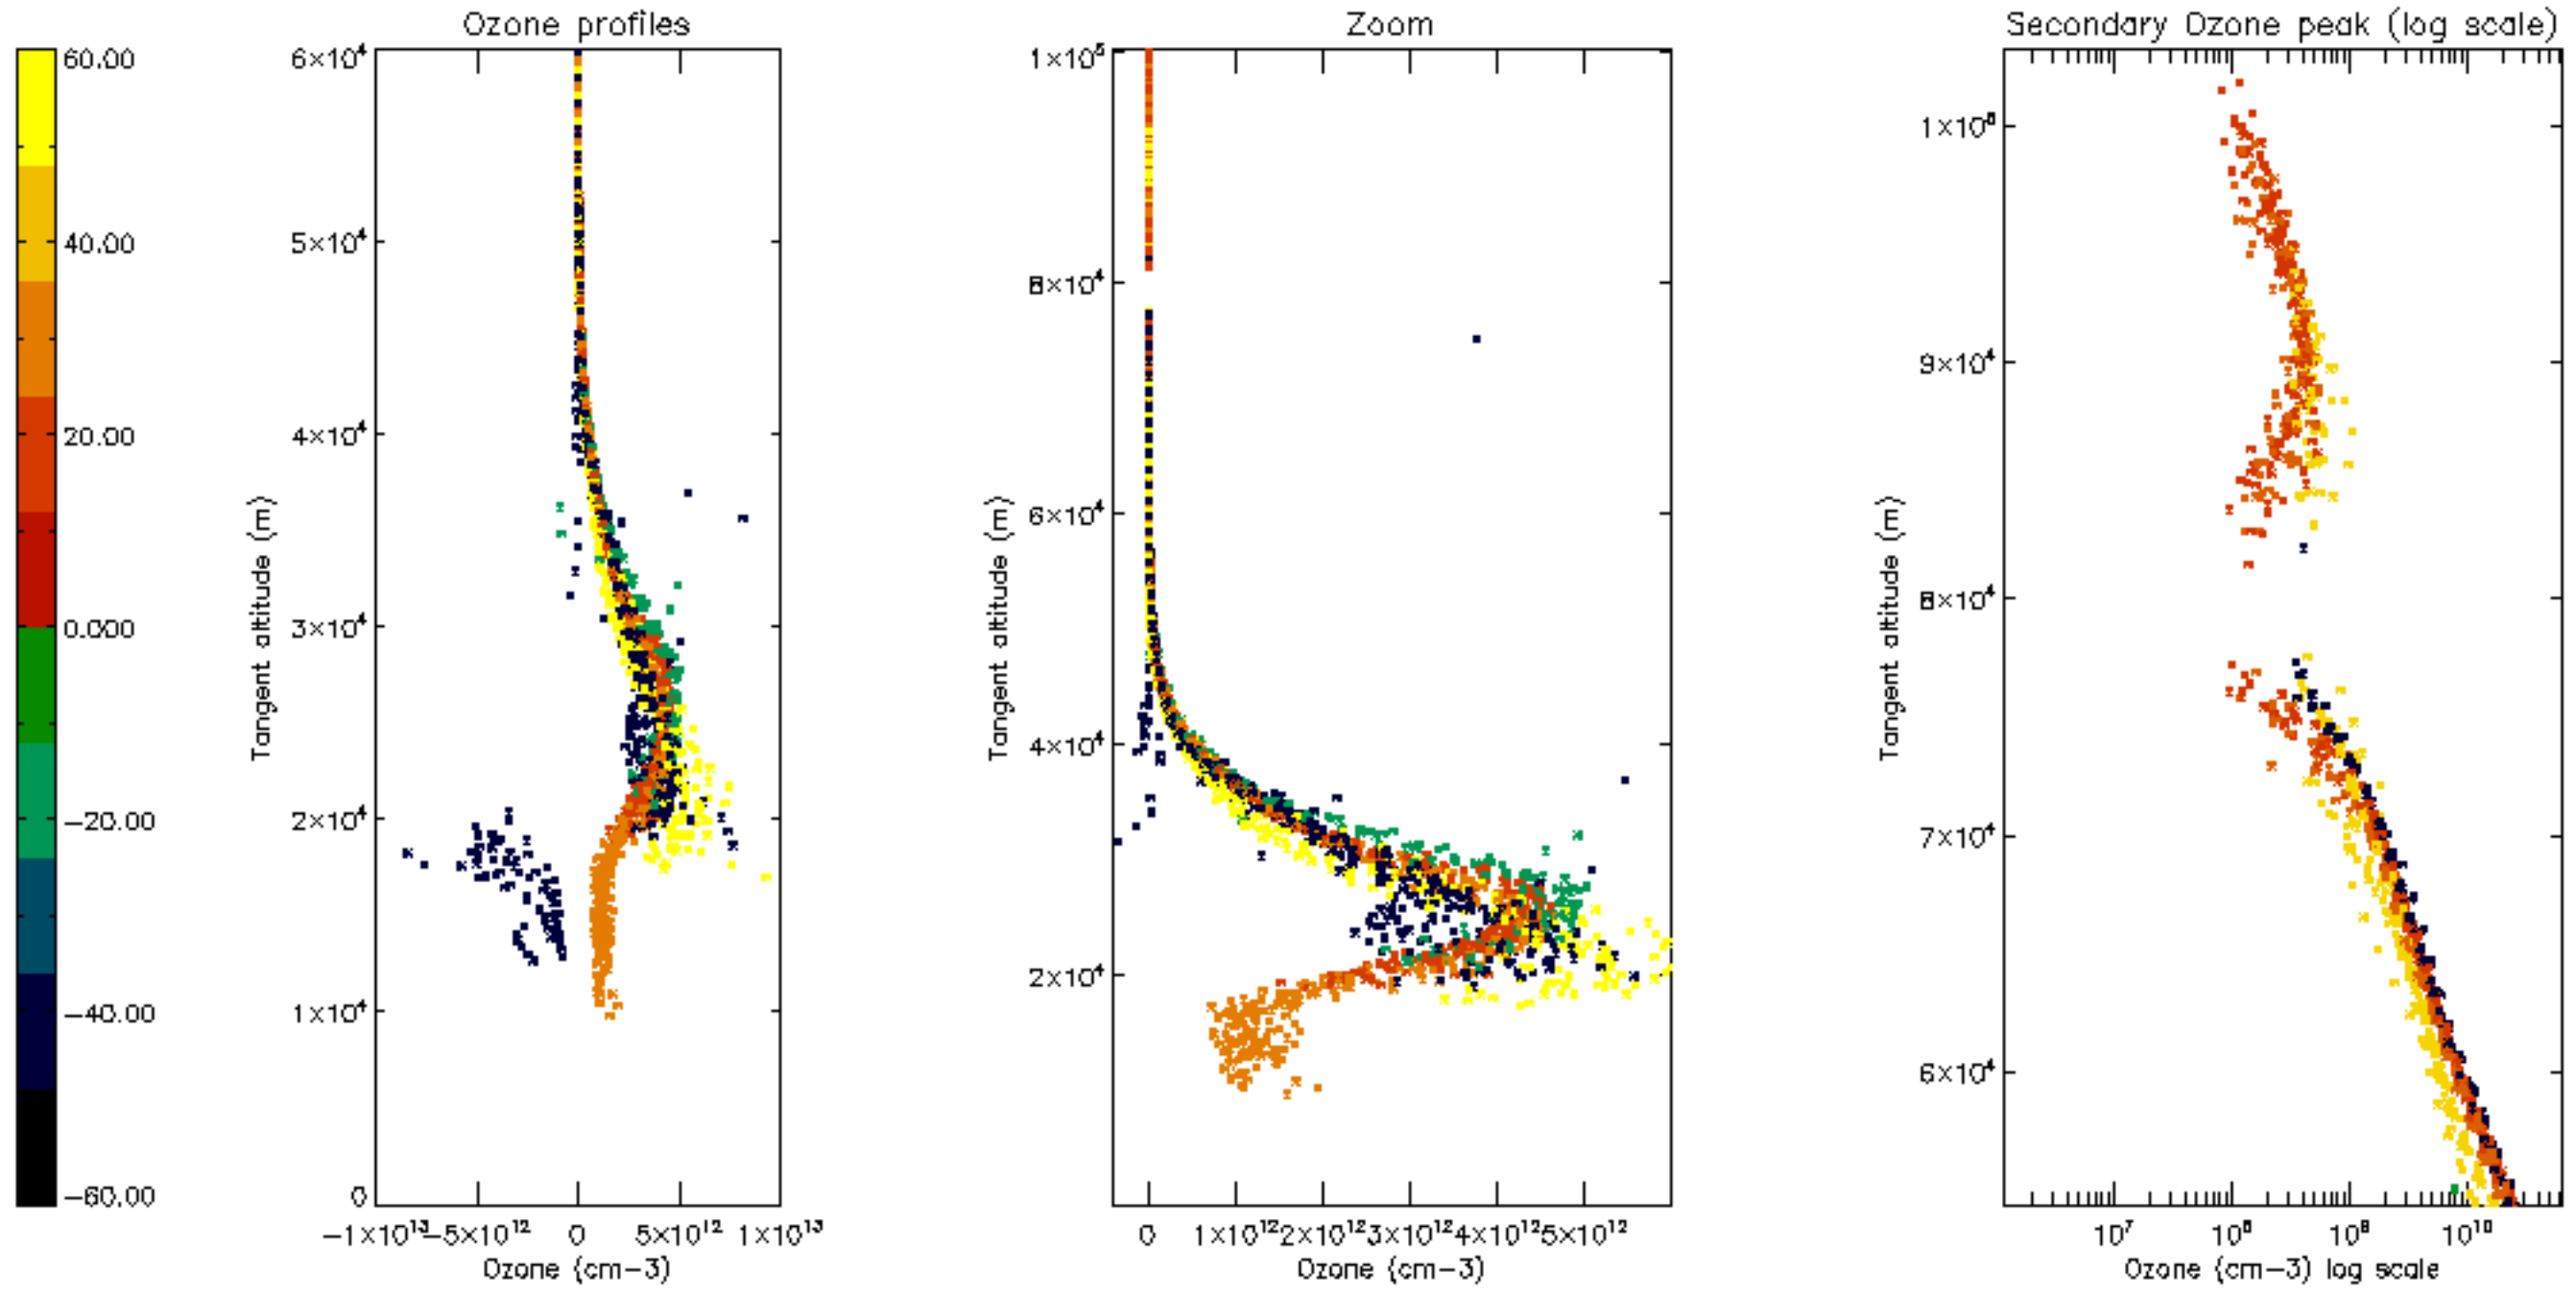 Ozone profiles
Zoom
Secondary Ozone peak (log scale)
60.00
40.00
20.00
0.000
−20.00
−40.00
−60.00
6×10⁴
5×10⁴
4×10⁴
3×10⁴
2×10⁴
1×10⁴
0
Tangent altitude (m)
−1×10¹³ −5×10¹² 0 5×10¹² 1×10¹³
Ozone (cm−3)
1×10⁵
8×10⁴
6×10⁴
4×10⁴
2×10⁴
Tangent altitude (m)
0 1×10¹² 2×10¹² 3×10¹² 4×10¹² 5×10¹²
Ozone (cm−3)
1×10⁵
9×10⁴
8×10⁴
7×10⁴
6×10⁴
Tangent altitude (m)
10⁷ 10⁸ 10⁹ 10¹⁰
Ozone (cm−3) log scale